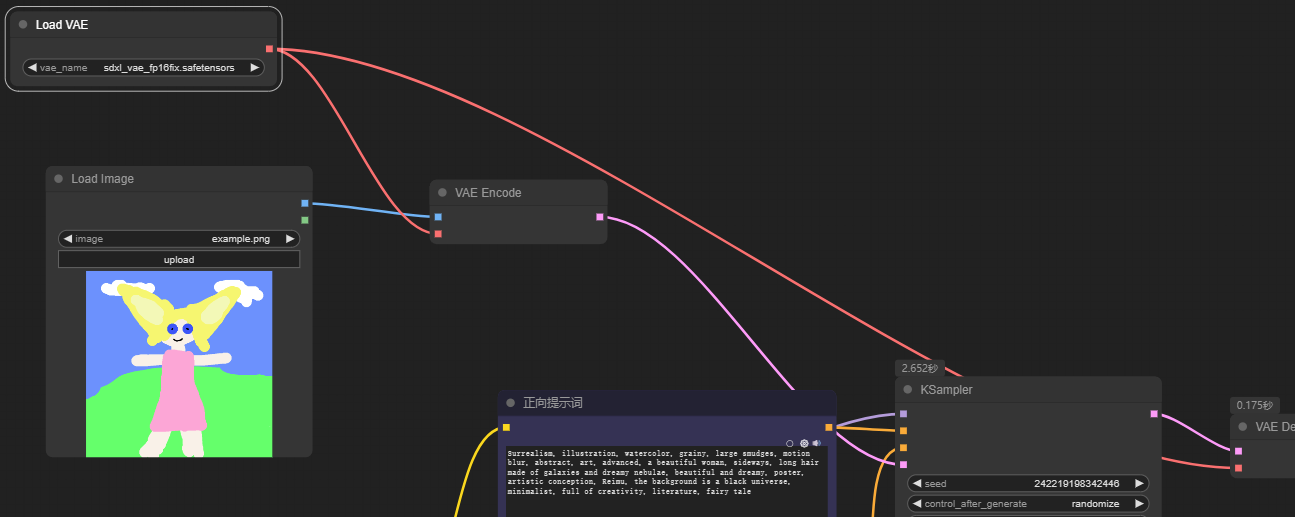 Load VAE
vae_name sdxl_vae_fp16fix.safetensors
Load Image
VAE Encode
image example.png
upload
2.652秒
KSampler
正向提示词
0.175秒
VAE De
Surrealism, illustration, watercolor, grainy, large smudges, motion
blur, abstract, art, advanced, a beautiful woman, sideways, long hair
made of galaxies and dreamy nebulae, beautiful and dreamy, poster,
artistic conception, Reimu, the background is a black universe,
minimalist, full of creativity, literature, fairy tale
seed 242219198342446
control_after_generate randomize